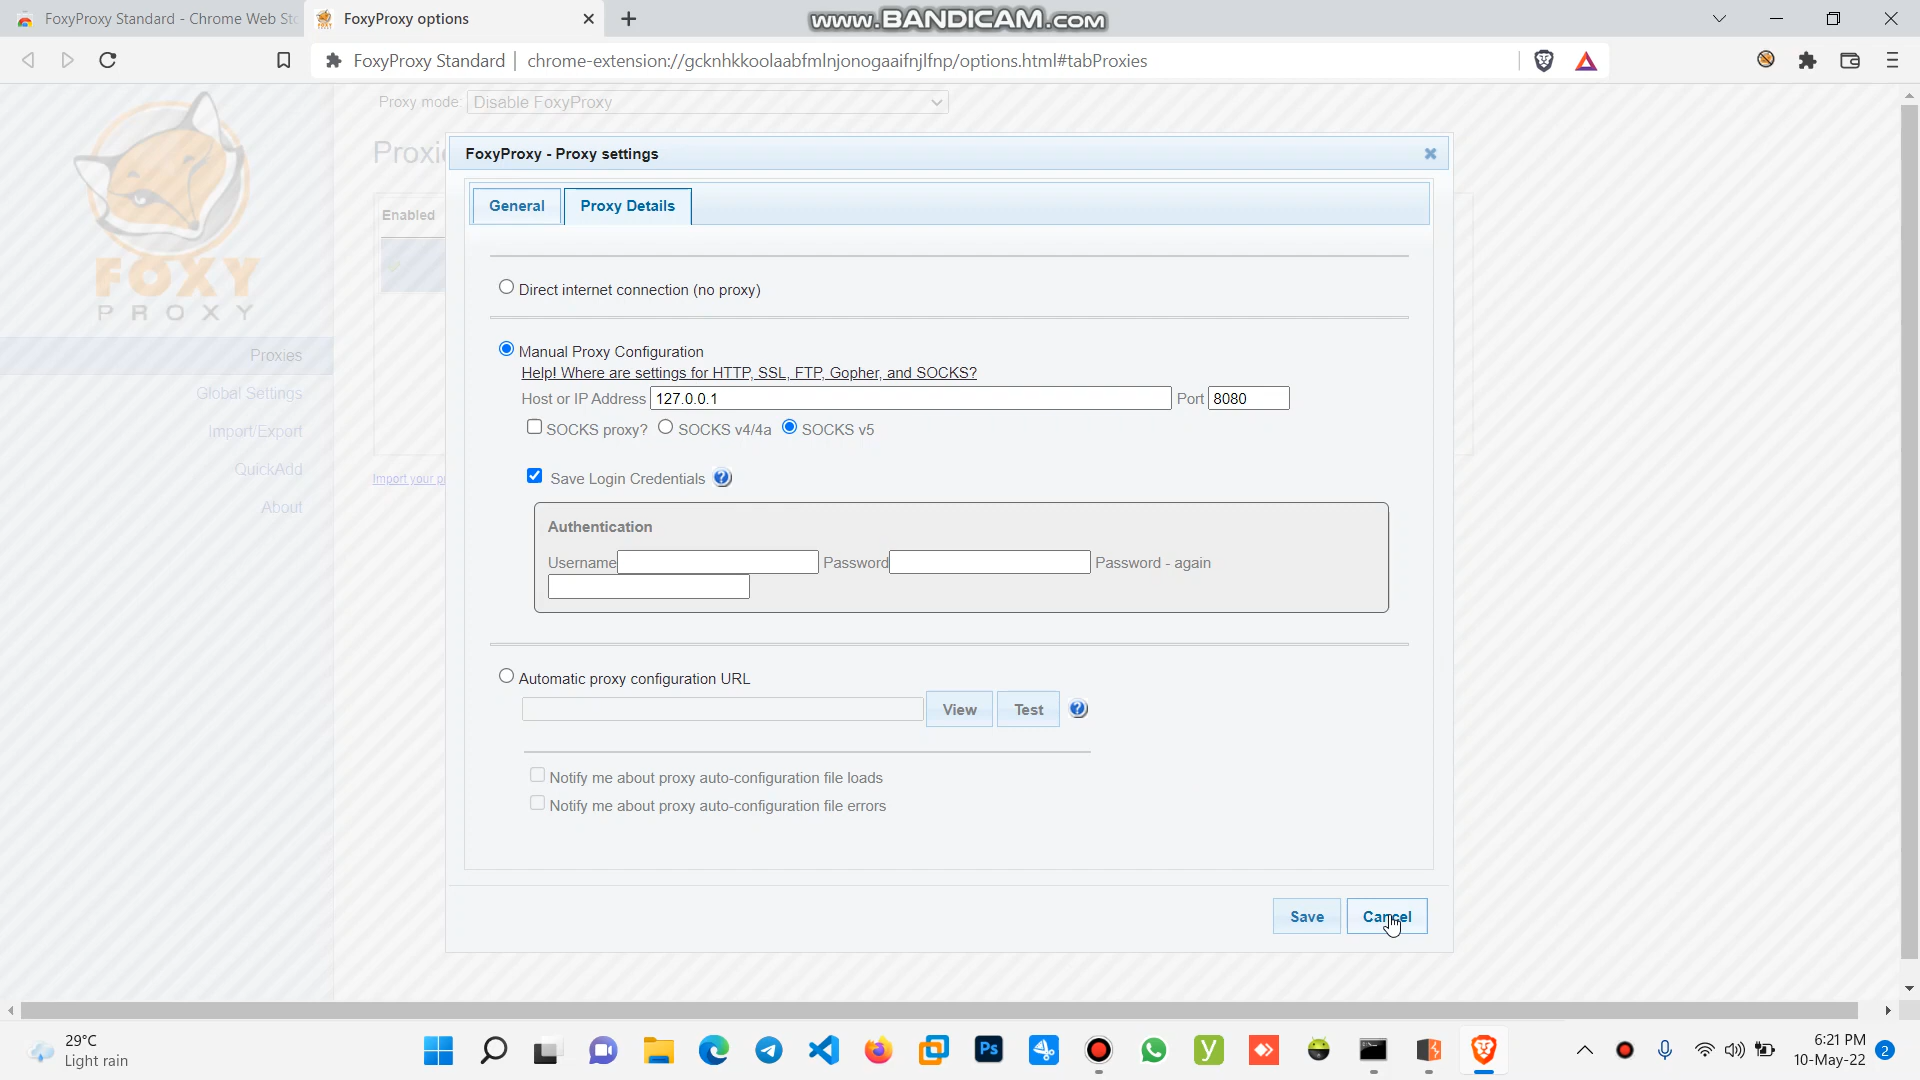 FoxyProxy Standard - Chrome Web Sto
FoxyProxy options
www.BANDICAM.com
FoxyProxy Standard | chrome-extension://gcknhkkoolaabfmlnjonogaaifnjlfnp/options.html#tabProxies
Proxy mode: Disable FoxyProxy
Proxie
FoxyProxy - Proxy settings
General
Proxy Details
Enabled
FOXY
PROXY
Direct internet connection (no proxy)
Proxies
Global Settings
Import/Export
QuickAdd
About
Import your pr
Manual Proxy Configuration
Help! Where are settings for HTTP, SSL, FTP, Gopher, and SOCKS?
Host or IP Address 127.0.0.1 Port 8080
SOCKS proxy? SOCKS v4/4a SOCKS v5
Save Login Credentials
Authentication
Username Password Password - again
Automatic proxy configuration URL
View Test
Notify me about proxy auto-configuration file loads
Notify me about proxy auto-configuration file errors
Save Cancel
29°C
Light rain
Ps
y
6:21 PM
10-May-22
2